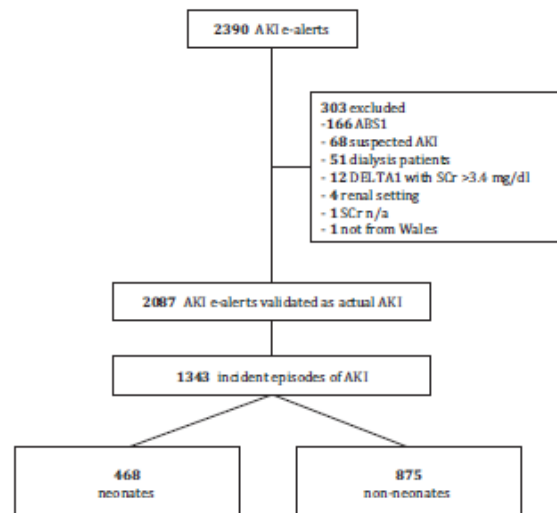 2390 AKI e-alerts
303 excluded
-166 ABS1
- 68 suspected AKI
- 51 dialysis patients
- 12 DELTA1 with SCr >3.4 mg/dl
- 4 renal setting
- 1 SCr n/a
- 1 not from Wales
2087 AKI e-alerts validated as actual AKI
1343 incident episodes of AKI
468
neonates
875
non-neonates